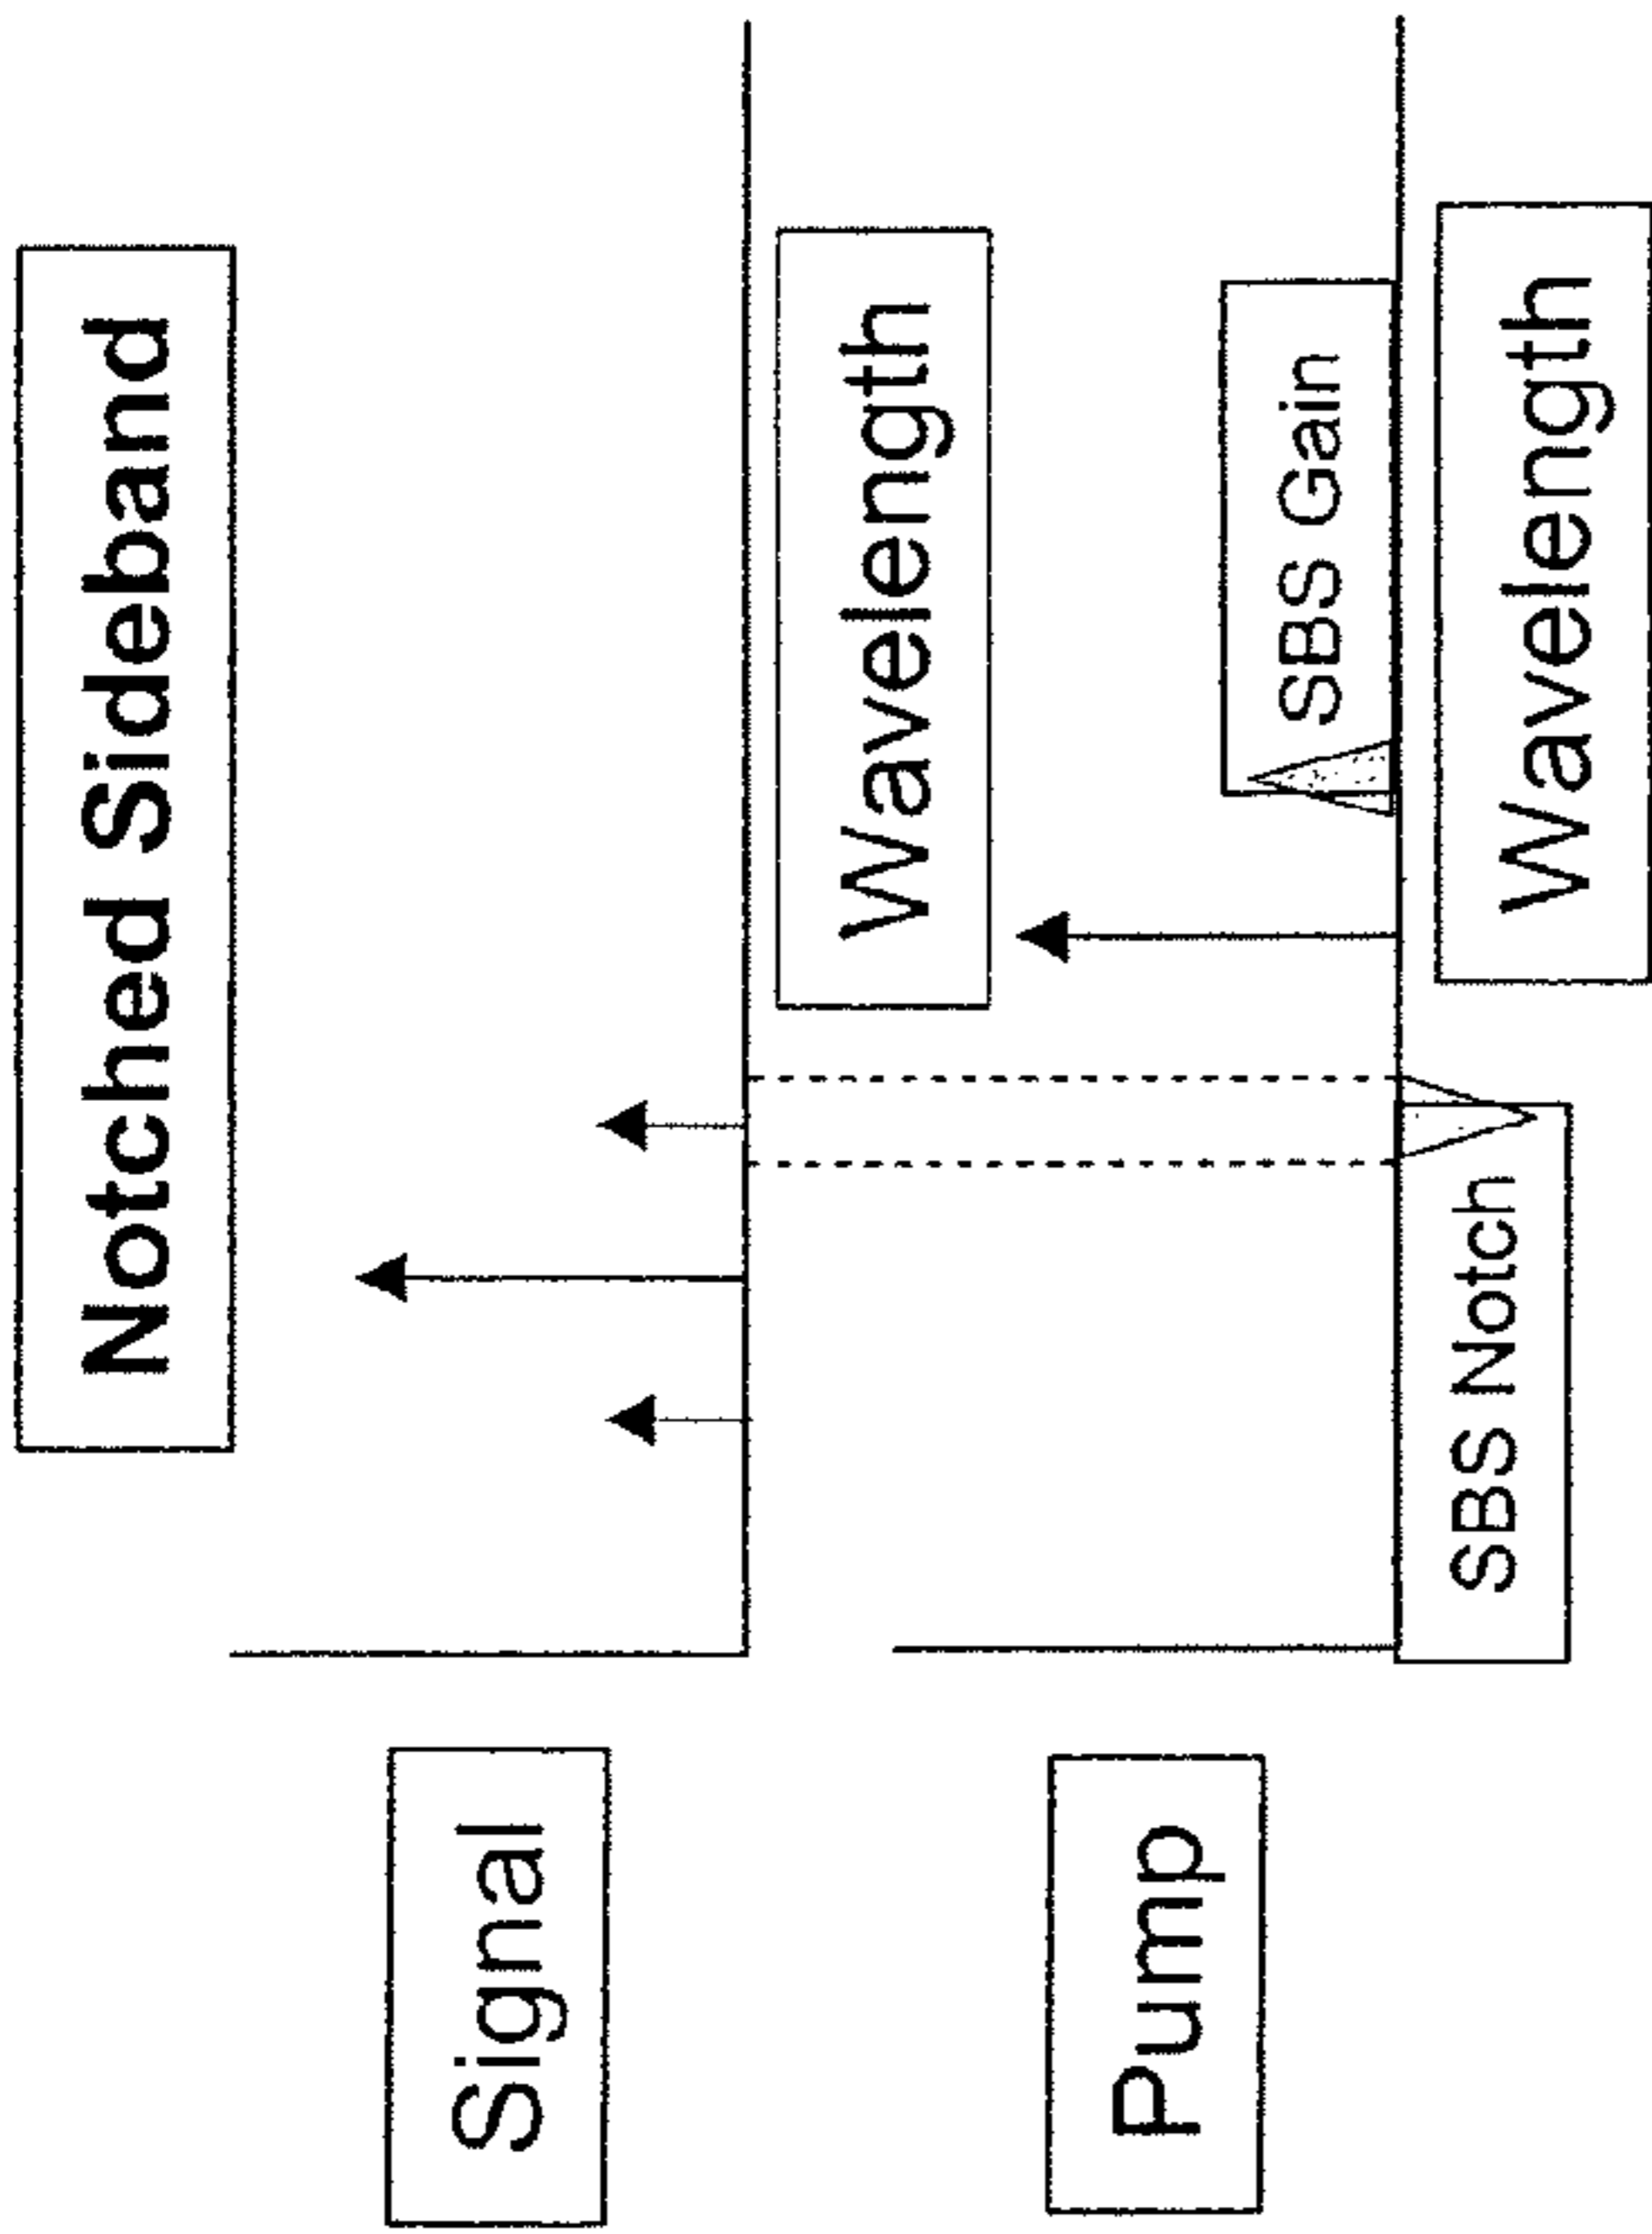 Notched Sideband
Signal
Wavelength
Pump
SBS Gain
SBS Notch
Wavelength